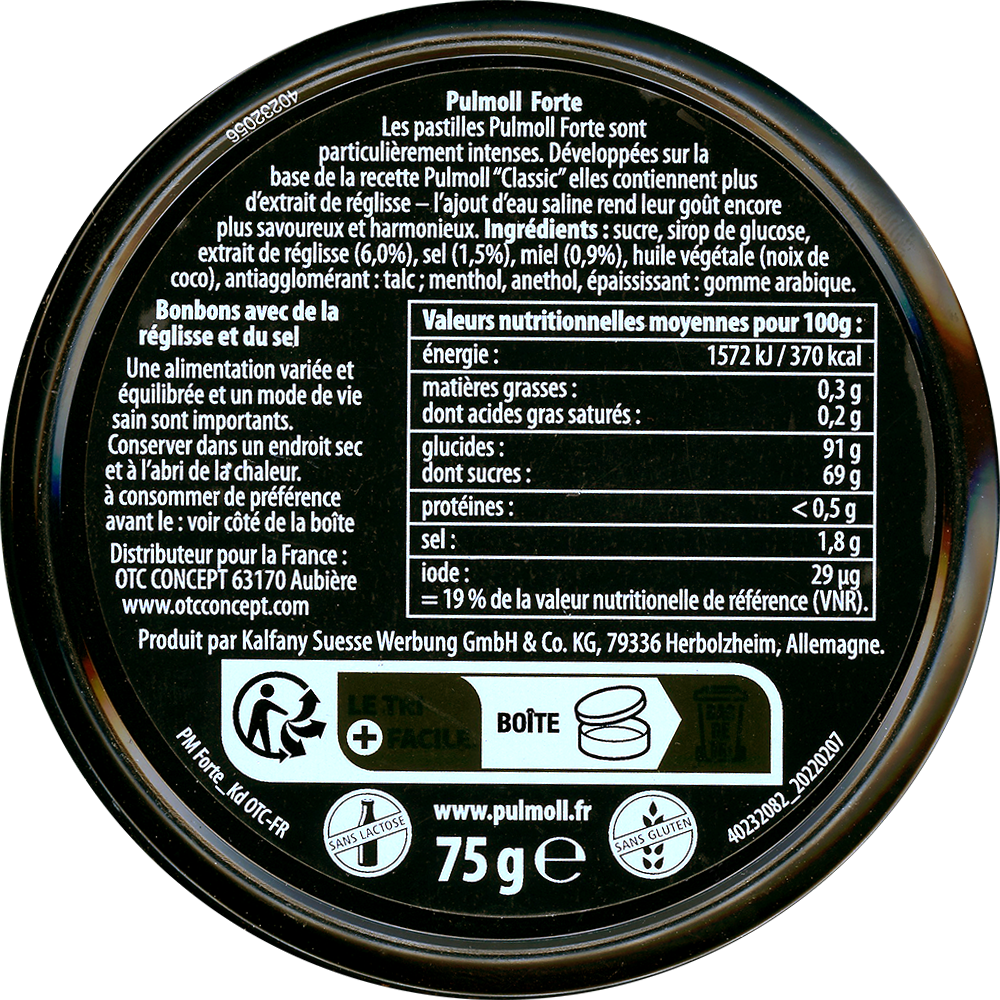 40232056
Pulmoll Forte
Les pastilles Pulmoll Forte sont
particulièrement intenses. Développées sur la
base de la recette Pulmoll "Classic" elles contiennent plus
d'extrait de réglisse – l'ajout d'eau saline rend leur goût encore
plus savoureux et harmonieux. Ingrédients : sucre, sirop de glucose,
extrait de réglisse (6,0%), sel (1,5%), miel (0,9%), huile végétale (noix de
coco), antiagglomérant : talc ; menthol, anethol, épaississant : gomme arabique.
Bonbons avec de la
réglisse et du sel
Une alimentation variée et
équilibrée et un mode de vie
sain sont importants.
Conserver dans un endroit sec
et à l'abri de la chaleur.
à consommer de préférence
avant le : voir côté de la boîte
Distributeur pour la France :
OTC CONCEPT 63170 Aubière
www.otcconcept.com
Valeurs nutritionnelles moyennes pour 100g :
énergie : 1572 kJ / 370 kcal
matières grasses : 0,3 g
dont acides gras saturés : 0,2 g
glucides : 91 g
dont sucres : 69 g
protéines : < 0,5 g
sel : 1,8 g
iode : 29 µg
= 19 % de la valeur nutritionelle de référence (VNR).
Produit par Kalfany Suesse Werbung GmbH & Co. KG, 79336 Herbolzheim, Allemagne.
LE TRI
+ FACILE
BOÎTE
BAC
DE
TRI
PM Forte_Kd OTC-FR
SANS LACTOSE
www.pulmoll.fr
75 g e
SANS GLUTEN
40232082_20220207